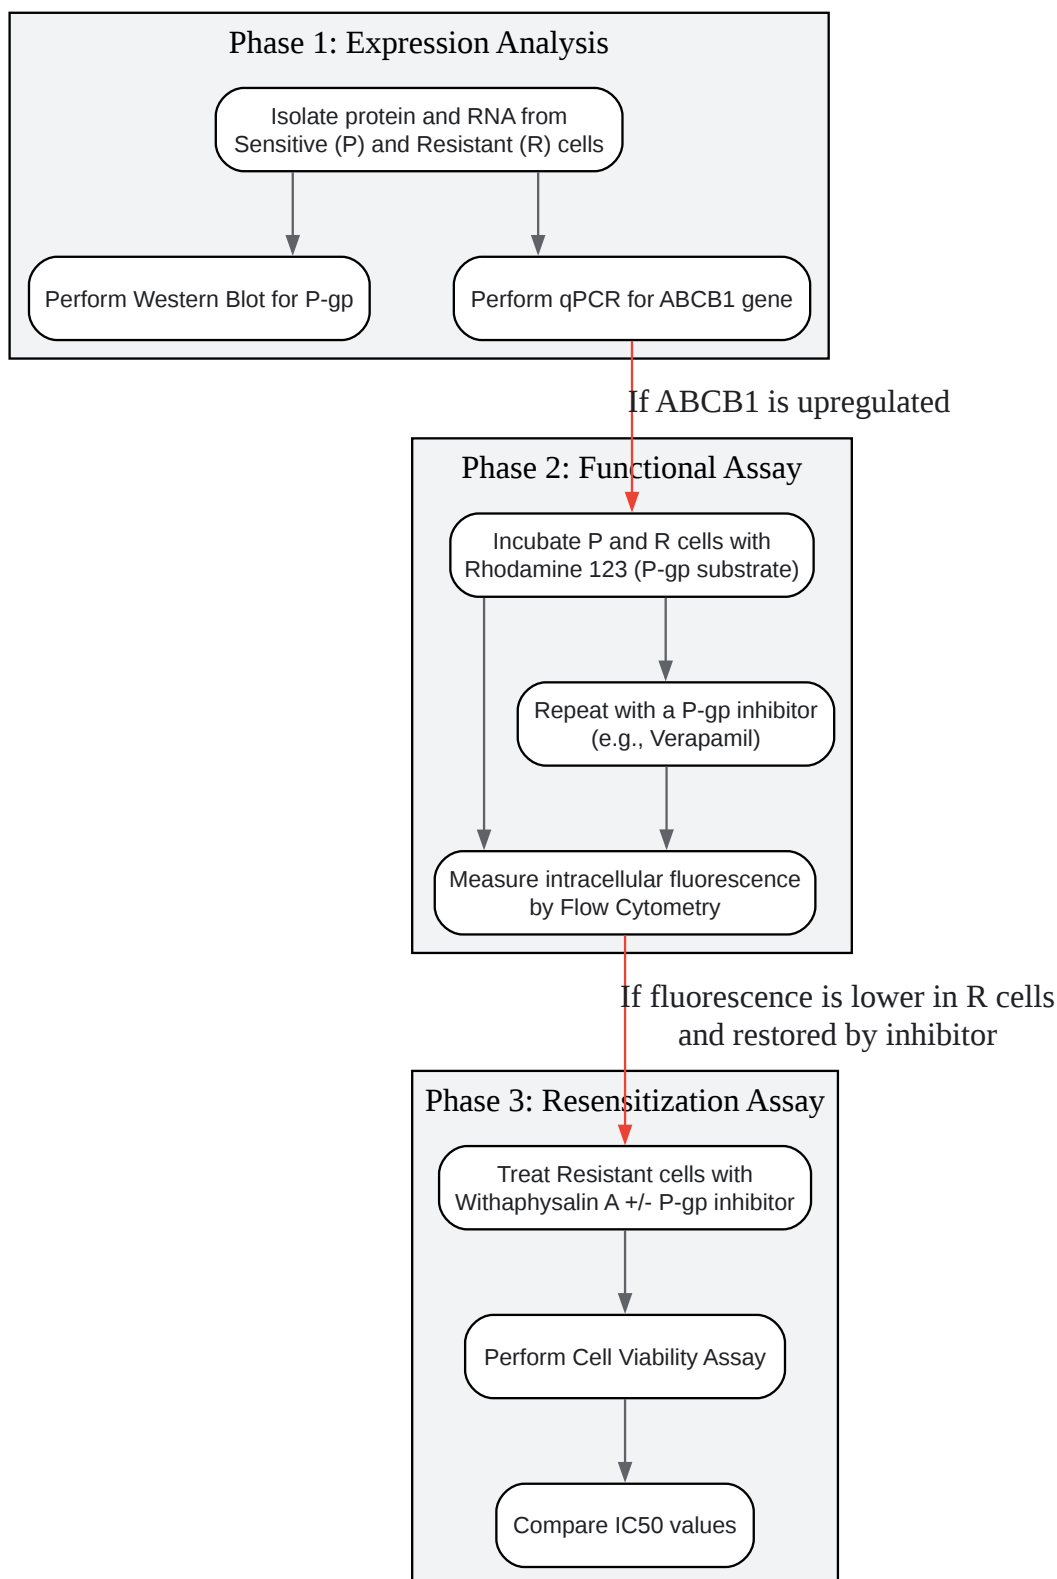 Phase 1: Expression Analysis
Isolate protein and RNA from
Sensitive (P) and Resistant (R) cells
Perform Western Blot for P-gp
Perform qPCR for ABCB1 gene
If ABCB1 is upregulated
Phase 2: Functional Assay
Incubate P and R cells with
Rhodamine 123 (P-gp substrate)
Repeat with a P-gp inhibitor
(e.g., Verapamil)
Measure intracellular fluorescence
by Flow Cytometry
If fluorescence is lower in R cells
and restored by inhibitor
Phase 3: Resensitization Assay
Treat Resistant cells with
Withaphysalin A +/- P-gp inhibitor
Perform Cell Viability Assay
Compare IC50 values